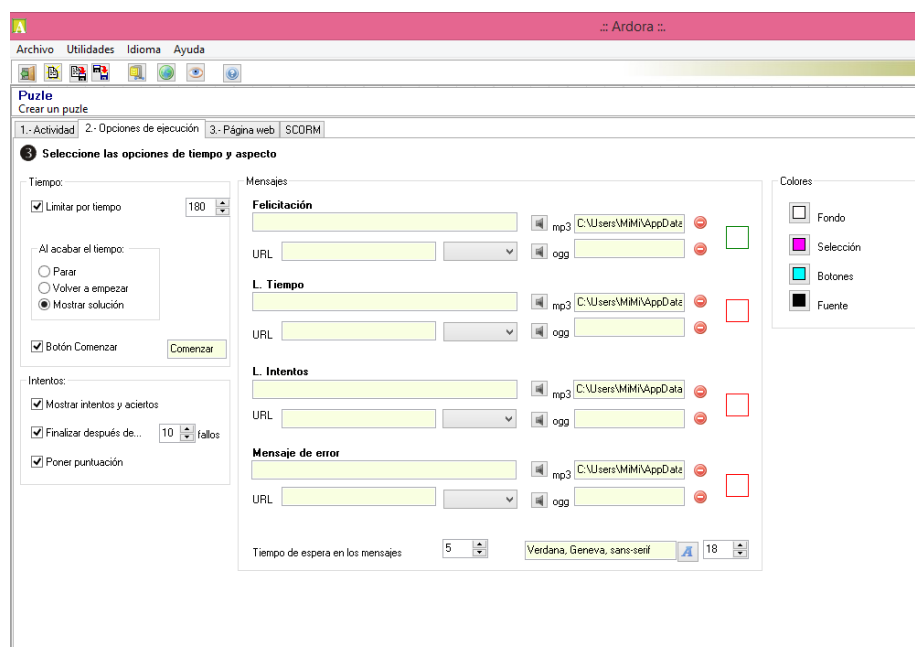 .:: Ardora ::.
Archivo Utilidades Idioma Ayuda
Puzle
Crear un puzle
1.- Actividad 2.- Opciones de ejecución 3.- Página web SCORM
3 Seleccione las opciones de tiempo y aspecto
Tiempo:
Limitar por tiempo 180
Al acabar el tiempo:
Parar
Volver a empezar
Mostrar solución
Botón Comenzar Comenzar
Intentos:
Mostrar intentos y aciertos
Finalizar después de... 10 fallos
Poner puntuación
Mensajes
Felicitación
mp3 C:\Users\MiMi\AppData
URL ogg
L. Tiempo
mp3 C:\Users\MiMi\AppData
URL ogg
L. Intentos
mp3 C:\Users\MiMi\AppData
URL ogg
Mensaje de error
mp3 C:\Users\MiMi\AppData
URL ogg
Tiempo de espera en los mensajes 5 Verdana, Geneva, sans-serif A 18
Colores
Fondo
Selección
Botones
Fuente